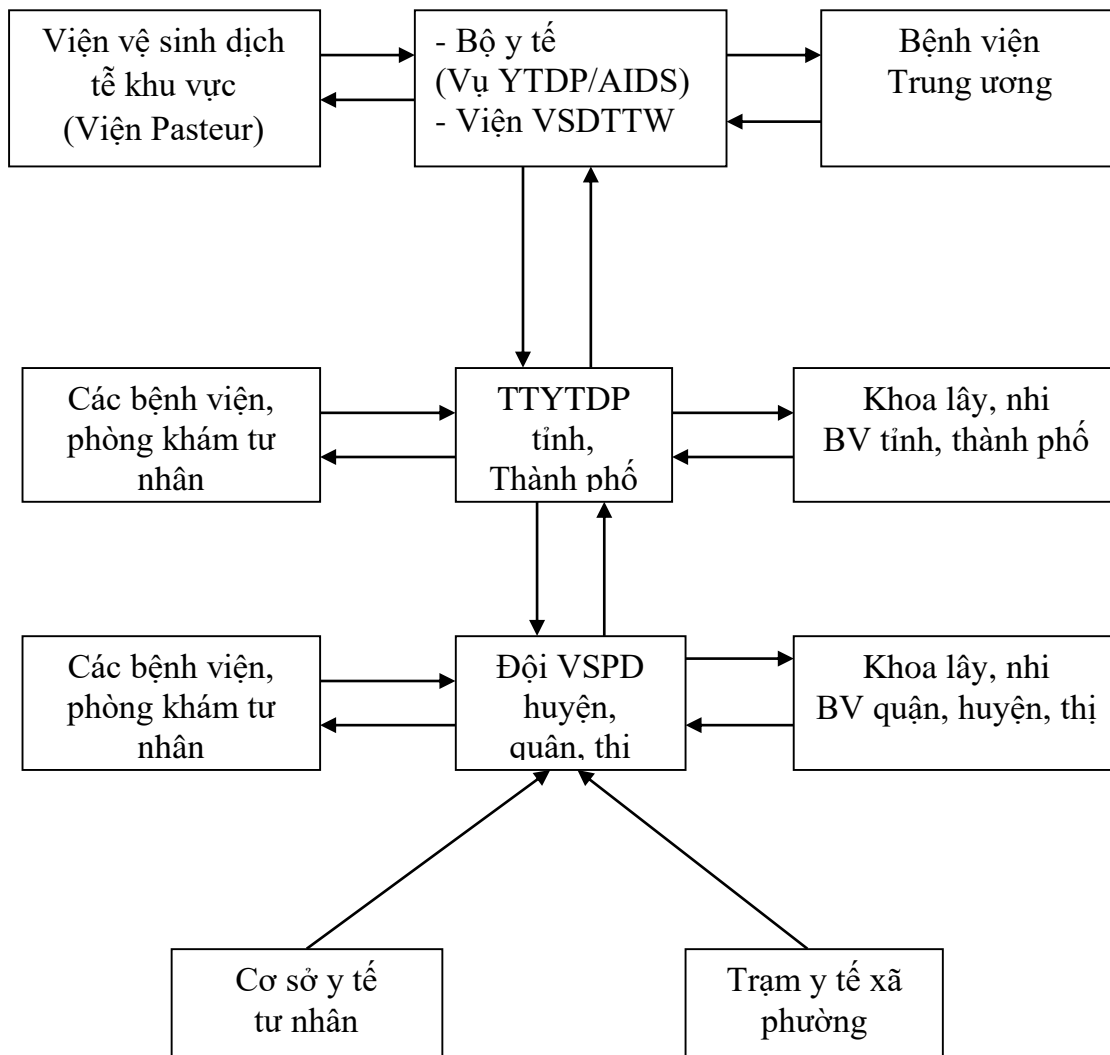 Viện vệ sinh dịch
tễ khu vực
(Viện Pasteur)
- Bộ y tế
(Vụ YTDP/AIDS)
- Viện VSDTTW
Bệnh viện
Trung ương
Các bệnh viện,
phòng khám tư
nhân
TTYTDP
tỉnh,
Thành phố
Khoa lây, nhi
BV tỉnh, thành phố
Các bệnh viện,
phòng khám tư
nhân
Đội VSPD
huyện,
quân, thi
Khoa lây, nhi
BV quận, huyện, thị
Cơ sở y tế
tư nhân
Trạm y tế xã
phường